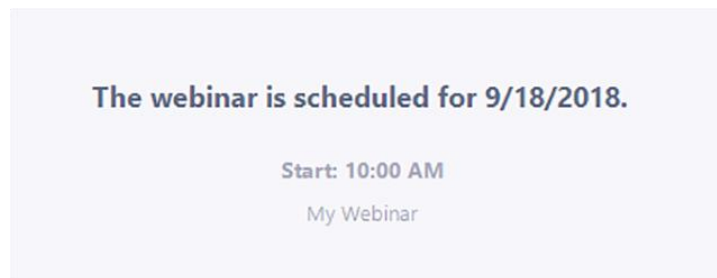 The webinar is scheduled for 9/18/2018.
Start: 10:00 AM
My Webinar